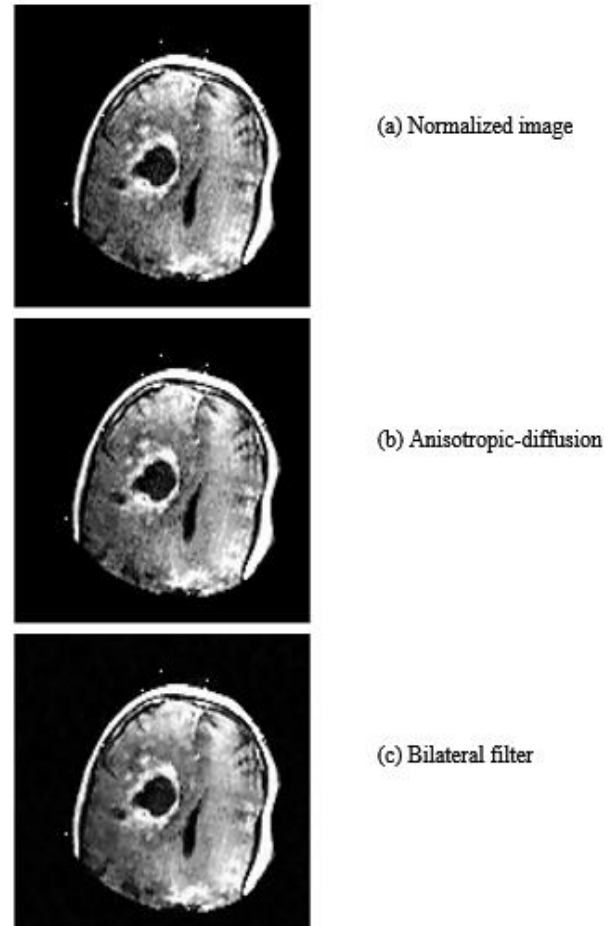 (a) Normalized image
(b) Anisotropic-diffusion
(c) Bilateral filter